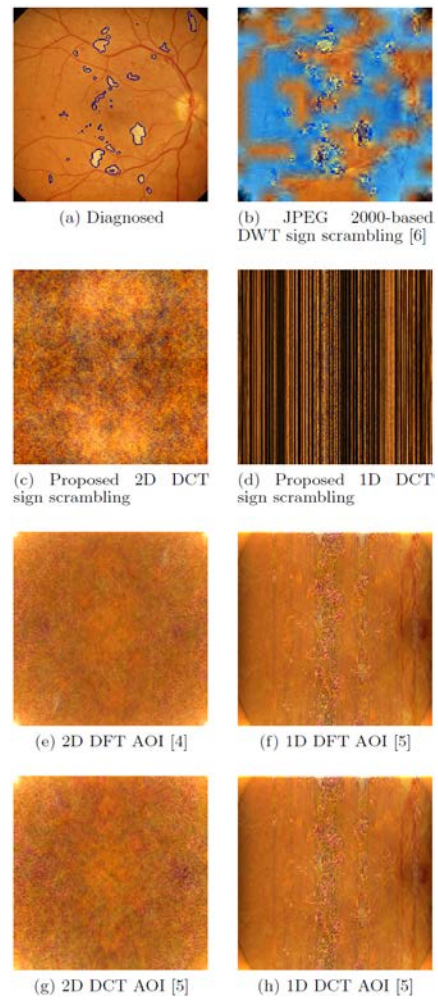 (a) Diagnosed
(b) JPEG 2000-based
DWT sign scrambling [6]
(c) Proposed 2D DCT
sign scrambling
(d) Proposed 1D DCT
sign scrambling
(e) 2D DFT AOI [4]
(f) 1D DFT AOI [5]
(g) 2D DCT AOI [5]
(h) 1D DCT AOI [5]